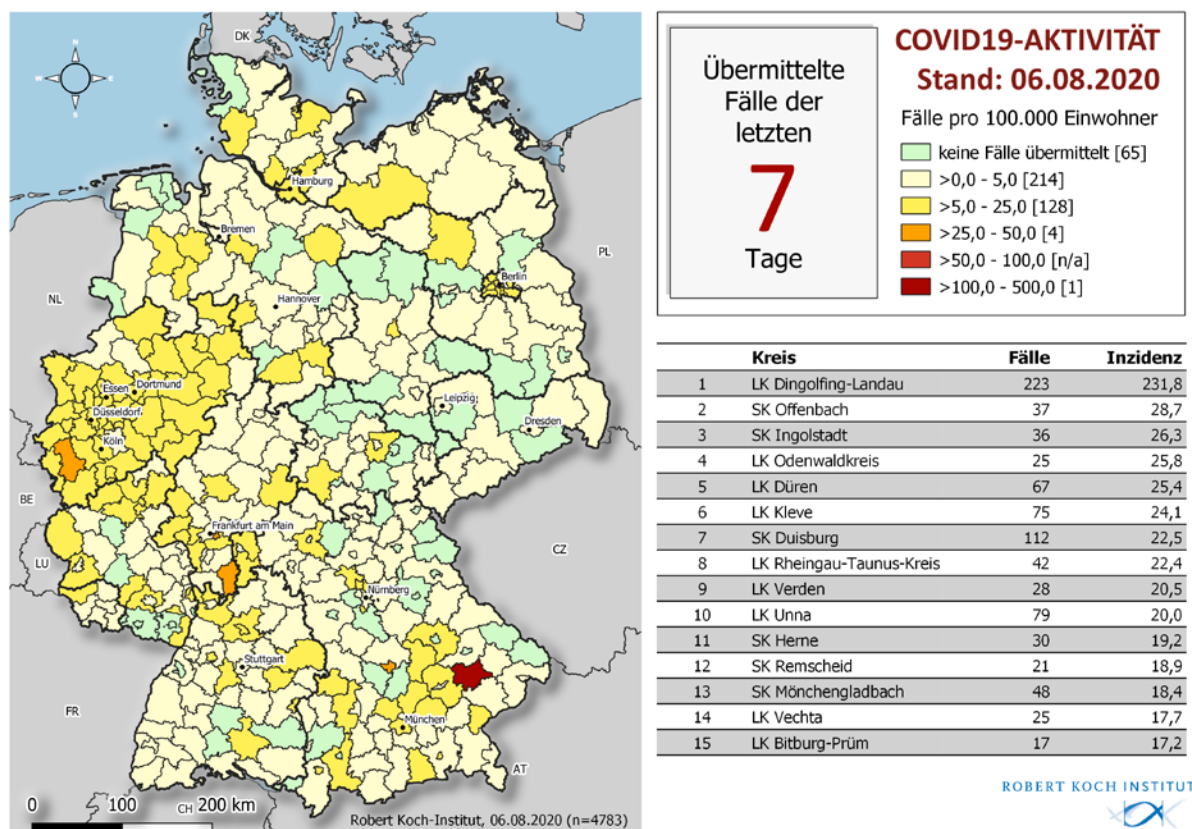 DK
N
W
E
S
Hamburg
Bremen
PL
Berlin
NL
Hannover
Essen
Dortmund
Düsseldorf
Leipzig
Dresden
Köln
BE
Frankfurt am Main
LU
CZ
Nürnberg
Stuttgart
FR
München
AT
0 100 200 km
CH
Robert Koch-Institut, 06.08.2020 (n=4783)
Übermittelte
Fälle der
letzten
7
Tage
COVID19-AKTIVITÄT
Stand: 06.08.2020
Fälle pro 100.000 Einwohner
keine Fälle übermittelt [65]
>0,0 - 5,0 [214]
>5,0 - 25,0 [128]
>25,0 - 50,0 [4]
>50,0 - 100,0 [n/a]
>100,0 - 500,0 [1]
Kreis Fälle Inzidenz
1 LK Dingolfing-Landau 223 231,8
2 SK Offenbach 37 28,7
3 SK Ingolstadt 36 26,3
4 LK Odenwaldkreis 25 25,8
5 LK Düren 67 25,4
6 LK Kleve 75 24,1
7 SK Duisburg 112 22,5
8 LK Rheingau-Taunus-Kreis 42 22,4
9 LK Verden 28 20,5
10 LK Unna 79 20,0
11 SK Herne 30 19,2
12 SK Remscheid 21 18,9
13 SK Mönchengladbach 48 18,4
14 LK Vechta 25 17,7
15 LK Bitburg-Prüm 17 17,2
ROBERT KOCH INSTITUT